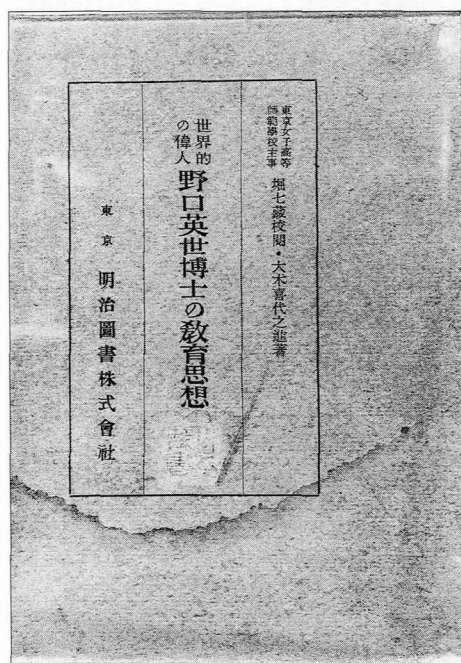 東京女子高等
師範學校主事
堀七藏校閲・大木喜代之進著
世界的
の偉人
野口英世博士の敎育思想
東京 明治圖書株式會社